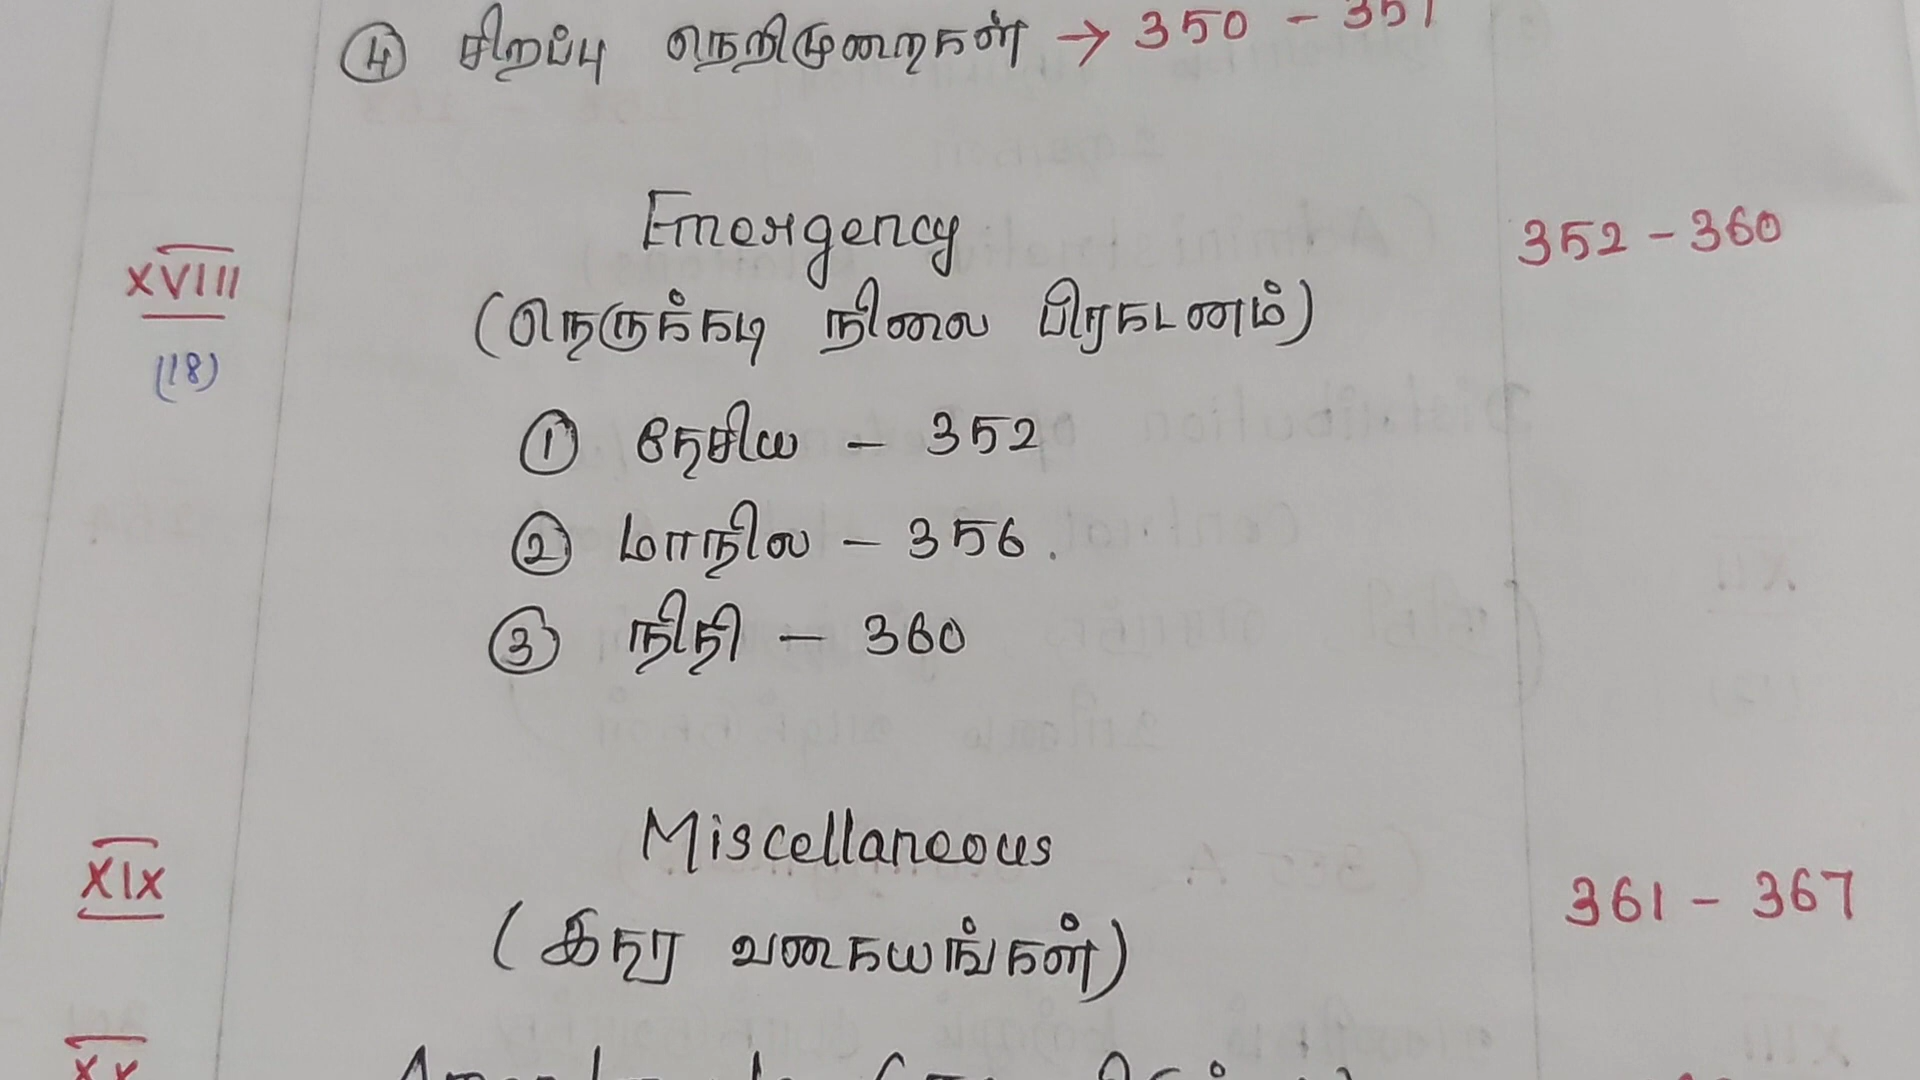 ④ சிறப்பு நெறிமுறைகள் → 350 - 351
Emergency
XVIII 352 - 360
(நெருக்கடி நிலை பிரகடனம்)
(18)
① தேசிய - 352
② மாநில - 356.
③ நிதி - 360
Miscellaneous
XIX 361 - 367
(இதர வகையங்கள்)
XX